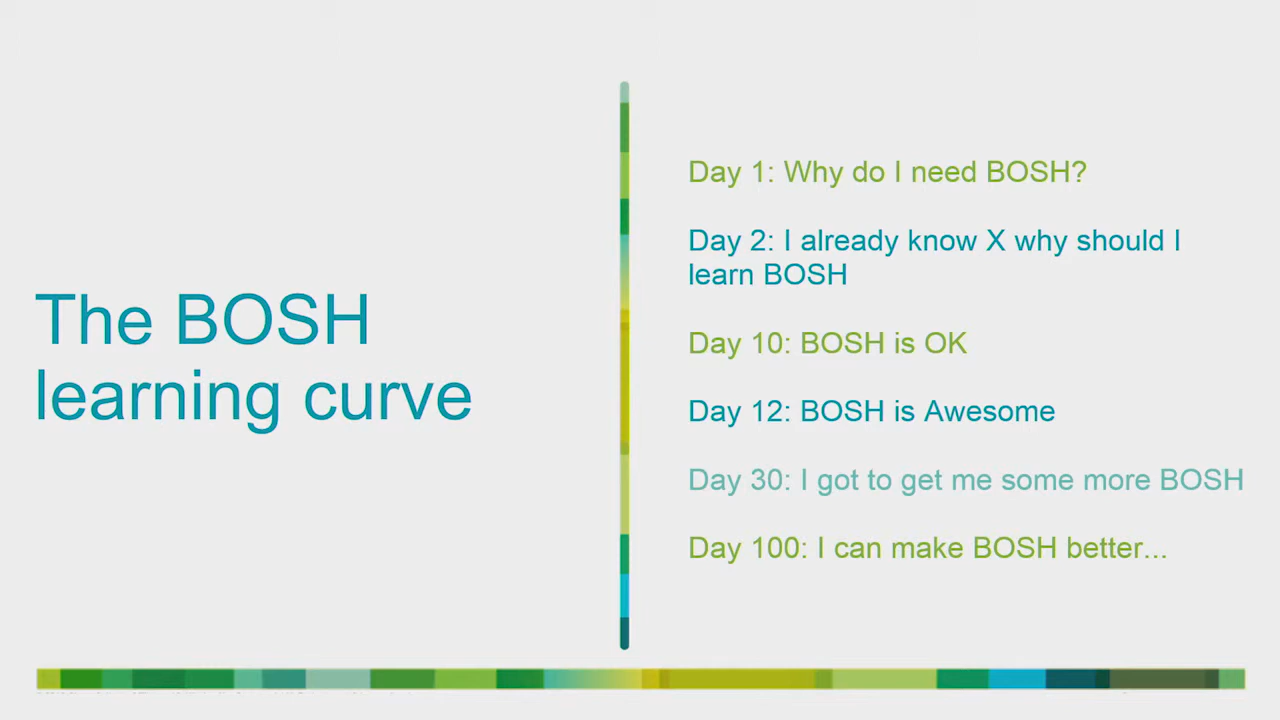 The BOSH
learning curve
Day 1: Why do I need BOSH?
Day 2: I already know X why should I
learn BOSH
Day 10: BOSH is OK
Day 12: BOSH is Awesome
Day 30: I got to get me some more BOSH
Day 100: I can make BOSH better...